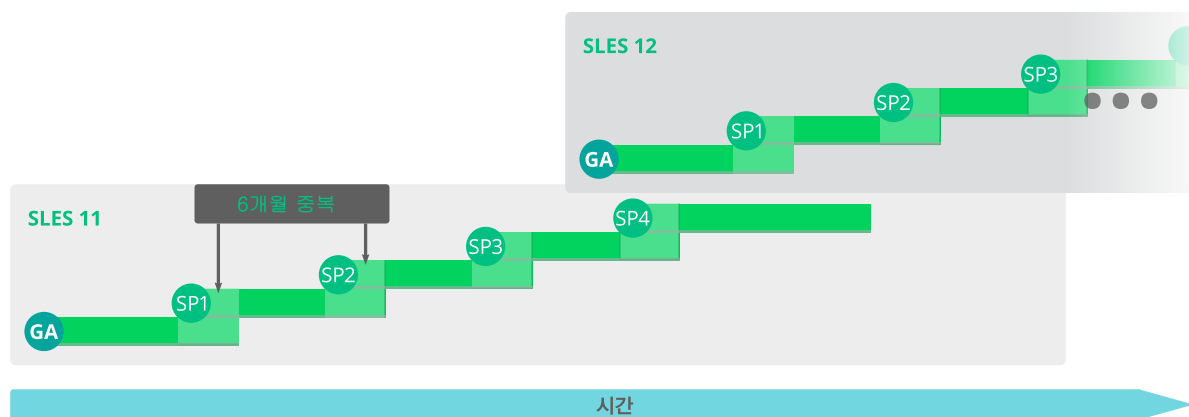 SLES 12
SP3
SP2
SP1
GA
6개월 중복
SLES 11
SP4
SP3
SP2
SP1
GA
시간